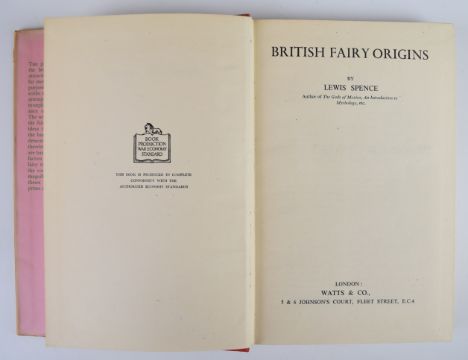 BOOK
PRODUCTION
WAR ECONOMY
STANDARD
THIS BOOK IS PRODUCED IN COMPLETE
CONFORMITY WITH THE
AUTHORIZED ECONOMY STANDARDS
BRITISH FAIRY ORIGINS
BY
LEWIS SPENCE
Author of The Gods of Mexico, An Introduction to
Mythology, etc.
LONDON:
WATTS & CO.,
5 & 6 JOHNSON'S COURT, FLEET STREET, E.C.4